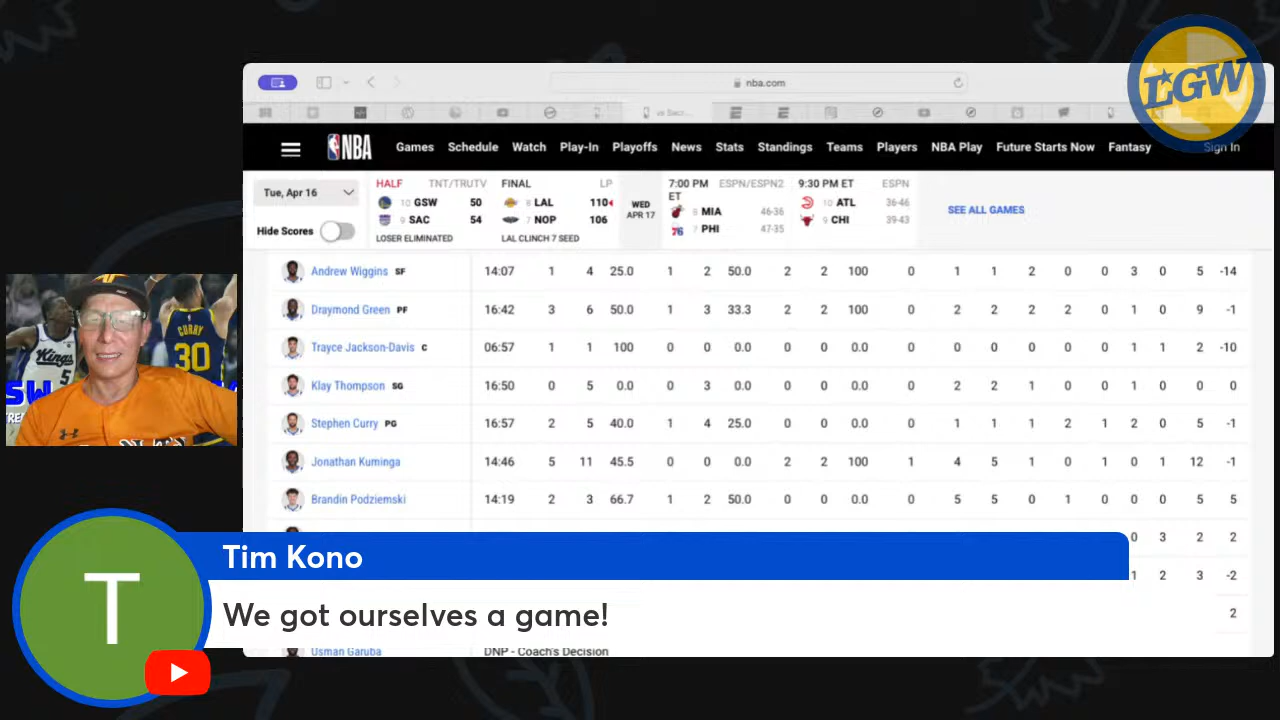 LGW
nba.com
NBA Games Schedule Watch Play-In Playoffs News Stats Standings Teams Players NBA Play Future Starts Now Fantasy Sign In
Tue, Apr 16
Hide Scores
HALF TNT/TRUTV
10 GSW 50
9 SAC 54
LOSER ELIMINATED
FINAL LP
8 LAL 110
7 NOP 106
LAL CLINCH 7 SEED
WED
APR 17
7:00 PM ESPN/ESPN2
ET
8 MIA 46-36
7 PHI 47-35
9:30 PM ET ESPN
10 ATL 36-46
9 CHI 39-43
SEE ALL GAMES
Andrew Wiggins SF 14:07 1 4 25.0 1 2 50.0 2 2 100 0 1 1 2 0 0 3 0 5 -14
Draymond Green PF 16:42 3 6 50.0 1 3 33.3 2 2 100 0 2 2 2 2 0 1 0 9 -1
Trayce Jackson-Davis C 06:57 1 1 100 0 0 0.0 0 0 0.0 0 0 0 0 0 0 1 1 2 -10
Klay Thompson SG 16:50 0 5 0.0 0 3 0.0 0 0 0.0 0 2 2 1 0 0 1 0 0 0
Stephen Curry PG 16:57 2 5 40.0 1 4 25.0 0 0 0.0 0 1 1 1 2 1 2 0 5 -1
Jonathan Kuminga 14:46 5 11 45.5 0 0 0.0 2 2 100 1 4 5 1 0 1 0 1 12 -1
Brandin Podziemski 14:19 2 3 66.7 1 2 50.0 0 0 0.0 0 5 5 0 1 0 0 0 5 5
0 3 2 2
1 2 3 -2
2
Usman Garuba DNP - Coach's Decision
Kings
5
CURRY
30
T
Tim Kono
We got ourselves a game!